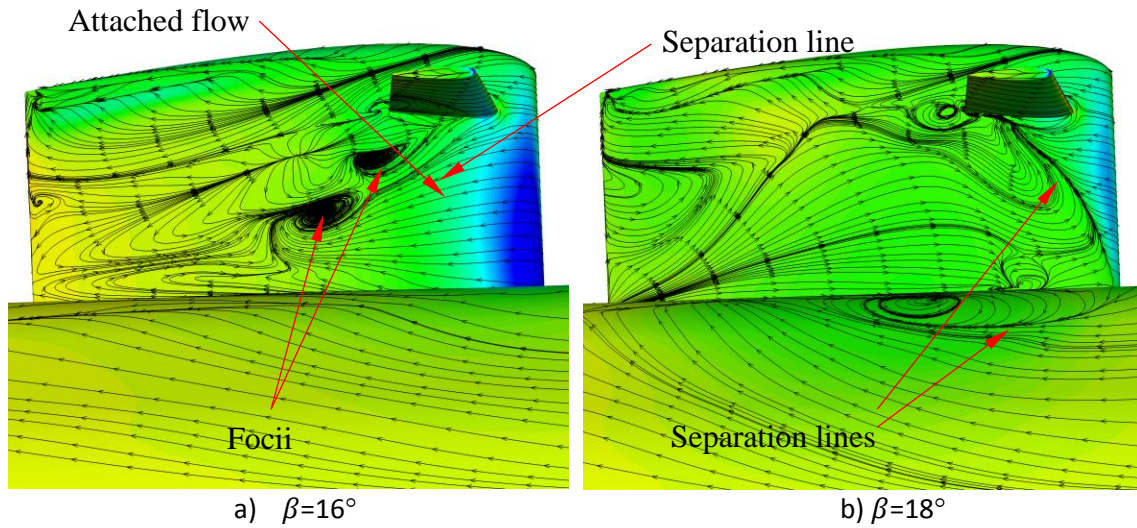 Attached flow
Separation line
Focii
Separation lines
a) 𝛽=16°
b) 𝛽=18°